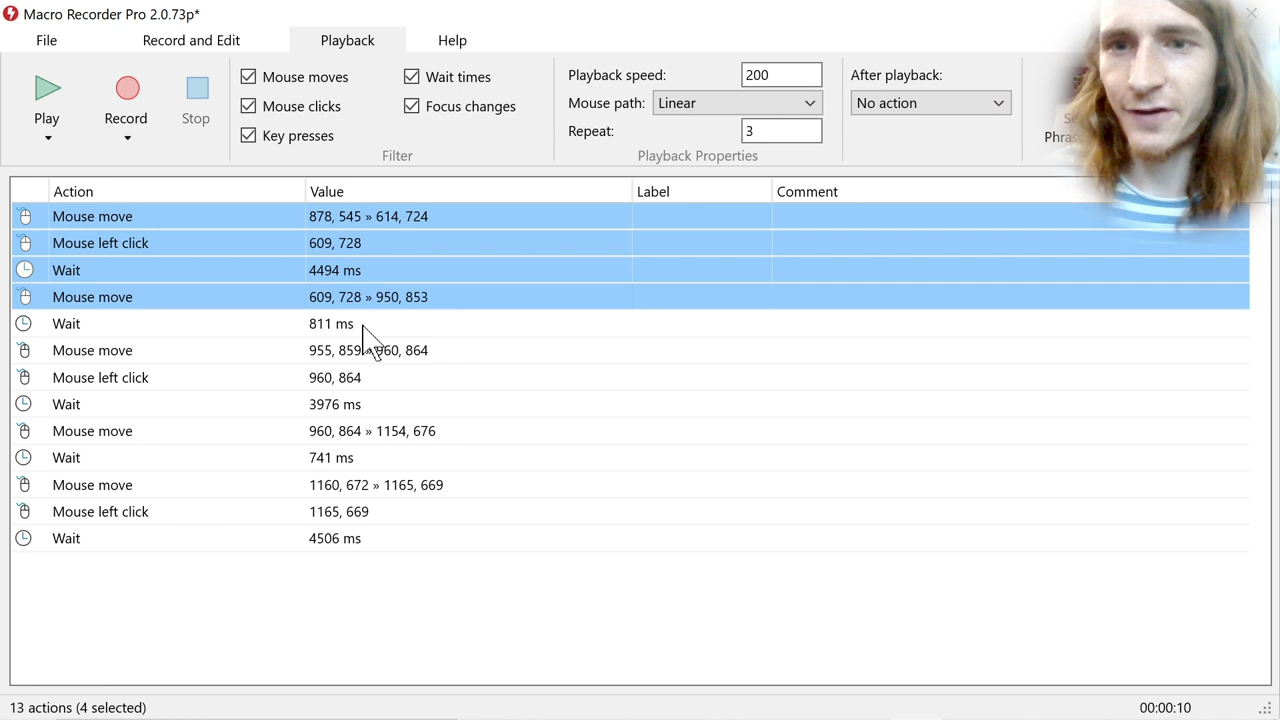 Macro Recorder Pro 2.0.73p*
File Record and Edit Playback Help
Play Record Stop
Mouse moves Wait times
Mouse clicks Focus changes
Key presses
Filter
Playback speed: 200
Mouse path: Linear
Repeat: 3
Playback Properties
After playback:
No action
Action Value Label Comment
Mouse move 878, 545 » 614, 724
Mouse left click 609, 728
Wait 4494 ms
Mouse move 609, 728 » 950, 853
Wait 811 ms
Mouse move 955, 859 » 960, 864
Mouse left click 960, 864
Wait 3976 ms
Mouse move 960, 864 » 1154, 676
Wait 741 ms
Mouse move 1160, 672 » 1165, 669
Mouse left click 1165, 669
Wait 4506 ms
13 actions (4 selected) 00:00:10